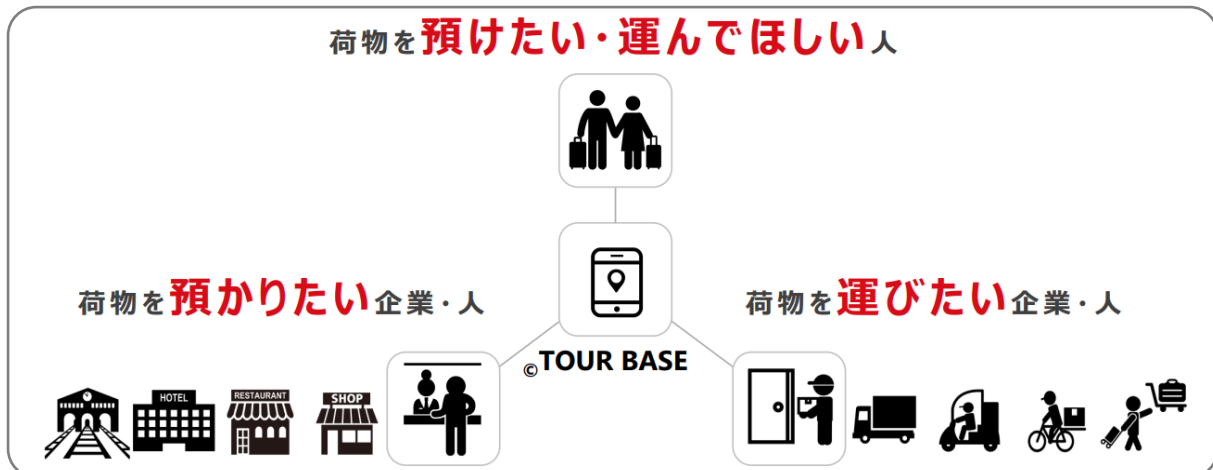 荷物を預けたい・運んでほしい人
荷物を預かりたい企業・人
荷物を運びたい企業・人
©TOUR BASE
HOTEL
RESTAURANT
SHOP